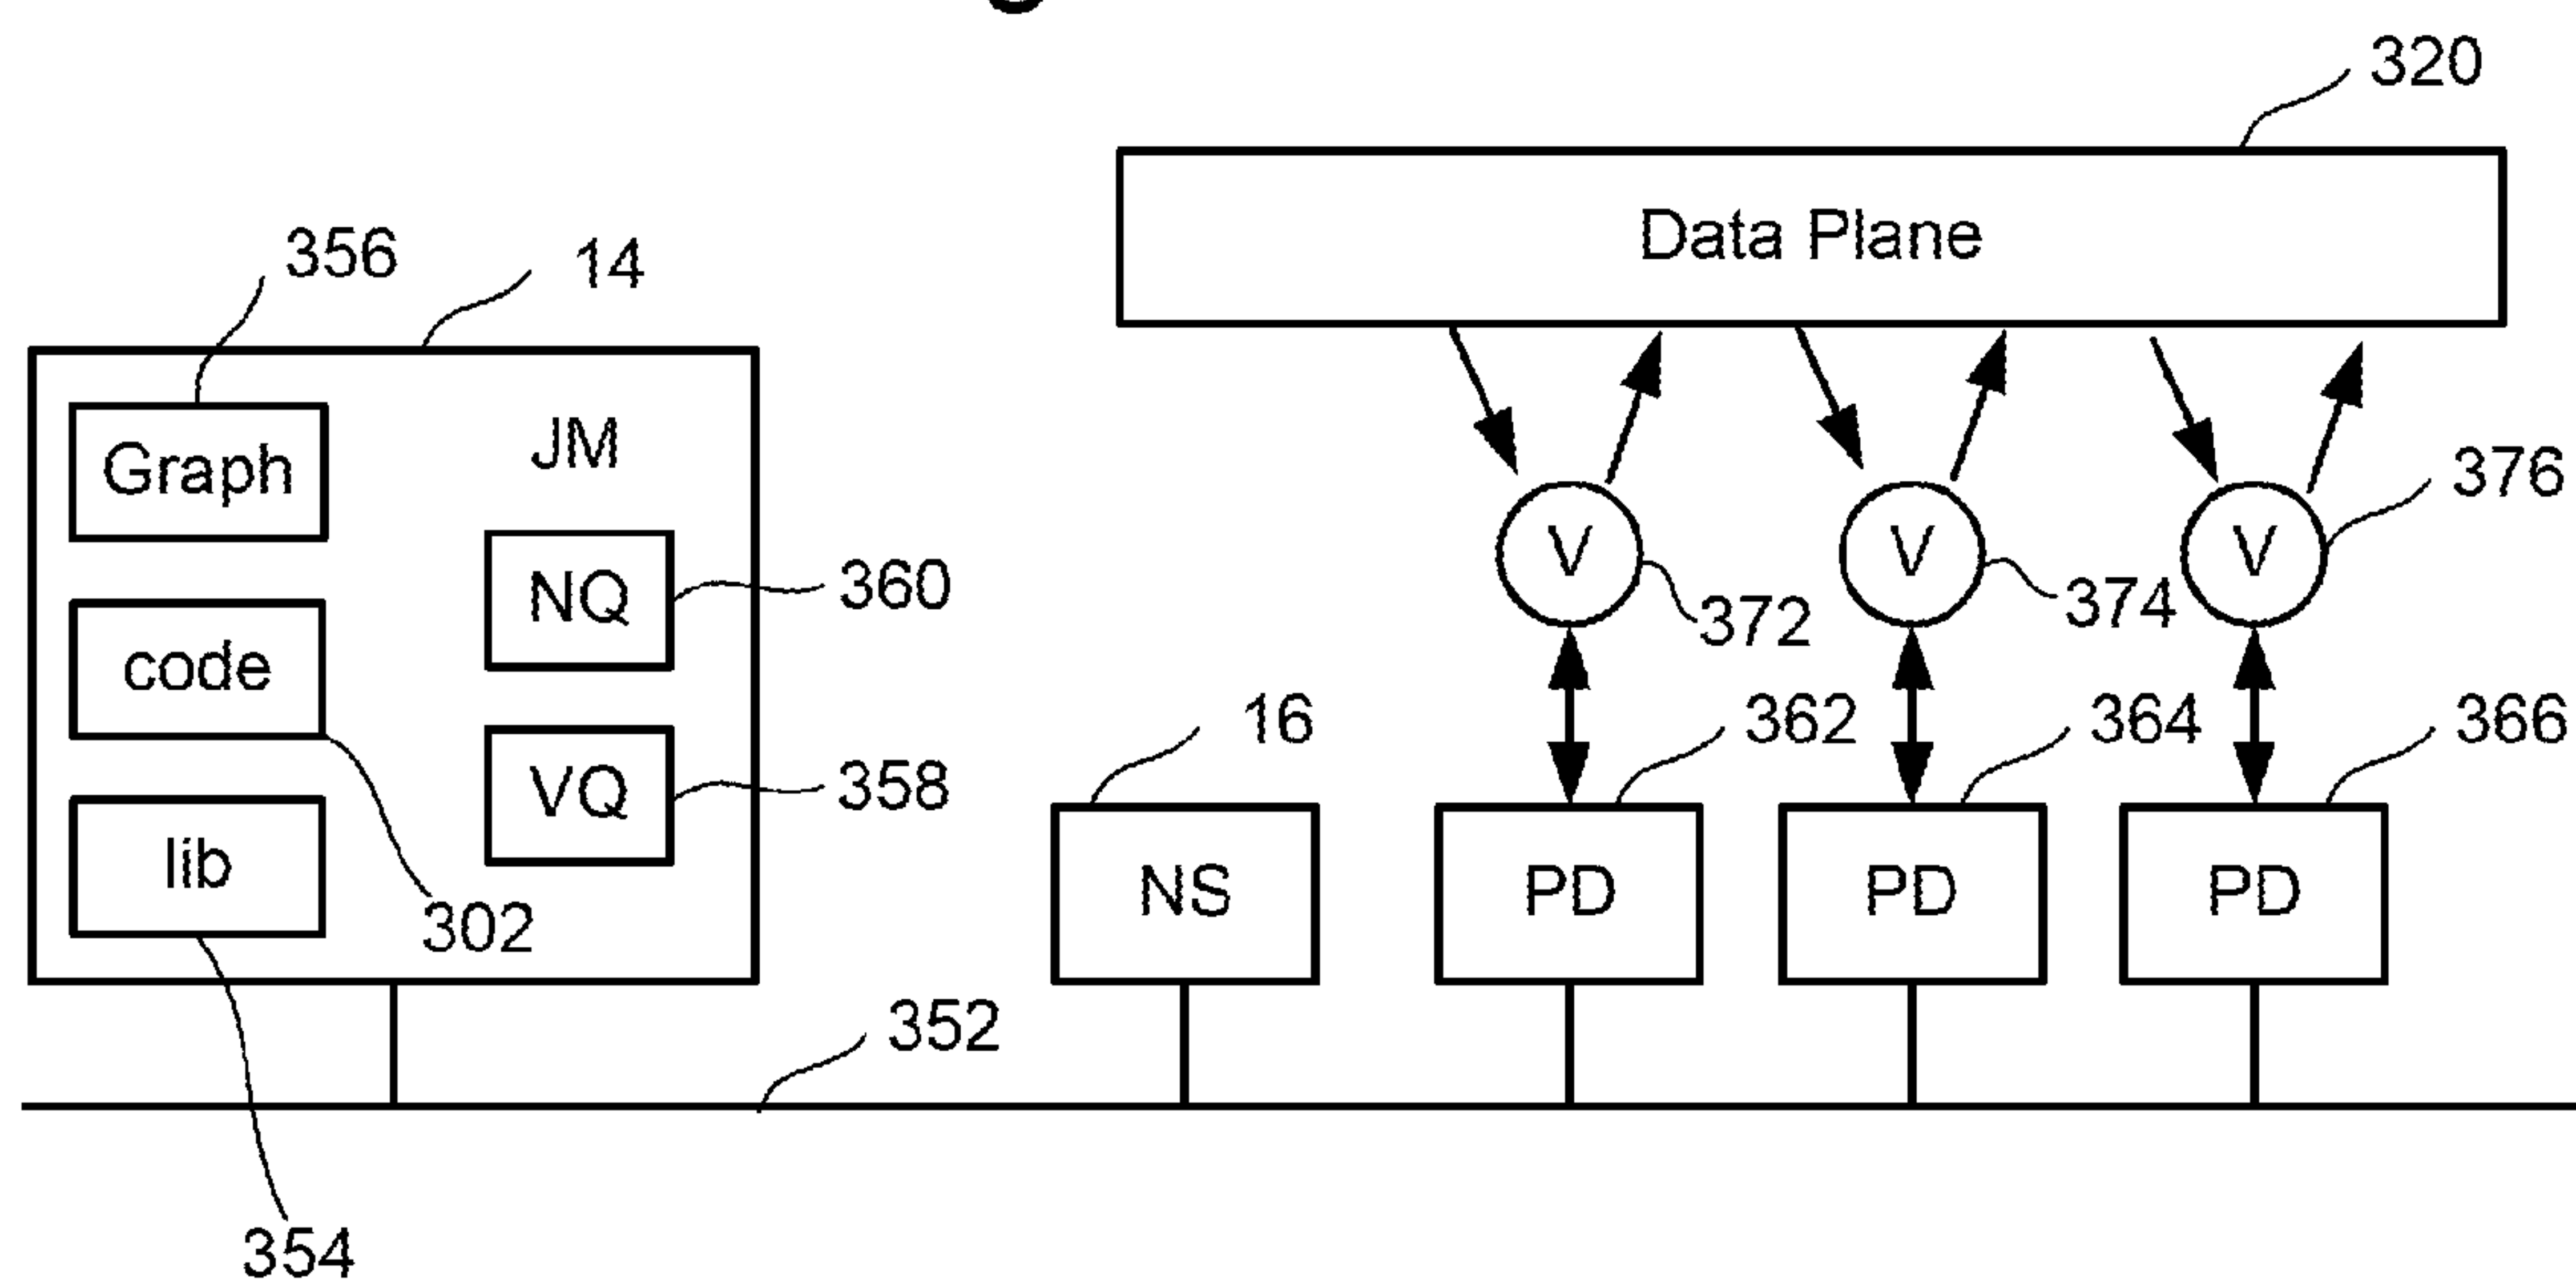 320
Data Plane
356
14
Graph
JM
376
V
V
V
NQ
360
372
374
code
16
362
364
366
VQ
358
lib
NS
PD
PD
PD
302
352
354